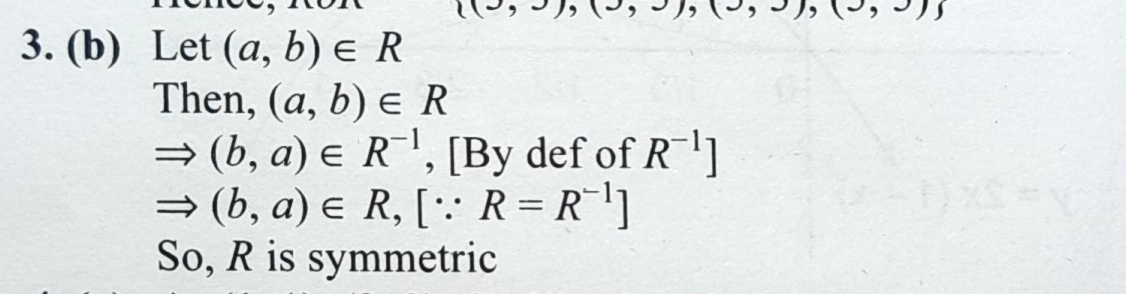 3. (b) Let (a, b) ∈ R
Then, (a, b) ∈ R
⇒ (b, a) ∈ R⁻¹, [By def of R⁻¹]
⇒ (b, a) ∈ R, [∵ R = R⁻¹]
So, R is symmetric